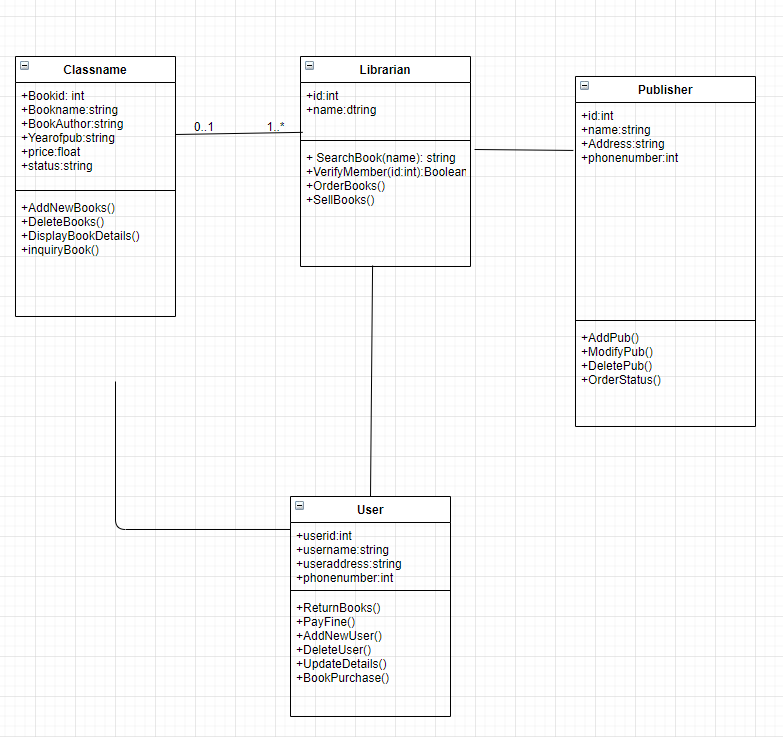 Classname
+Bookid: int
+Bookname:string
+BookAuthor:string
+Yearofpub:string
+price:float
+status:string
+AddNewBooks()
+DeleteBooks()
+DisplayBookDetails()
+inquiryBook()
0..1
1..*
Librarian
+id:int
+name:dtring
+ SearchBook(name): string
+VerifyMember(id:int):Boolean
+OrderBooks()
+SellBooks()
Publisher
+id:int
+name:string
+Address:string
+phonenumber:int
+AddPub()
+ModifyPub()
+DeletePub()
+OrderStatus()
User
+userid:int
+username:string
+useraddress:string
+phonenumber:int
+ReturnBooks()
+PayFine()
+AddNewUser()
+DeleteUser()
+UpdateDetails()
+BookPurchase()